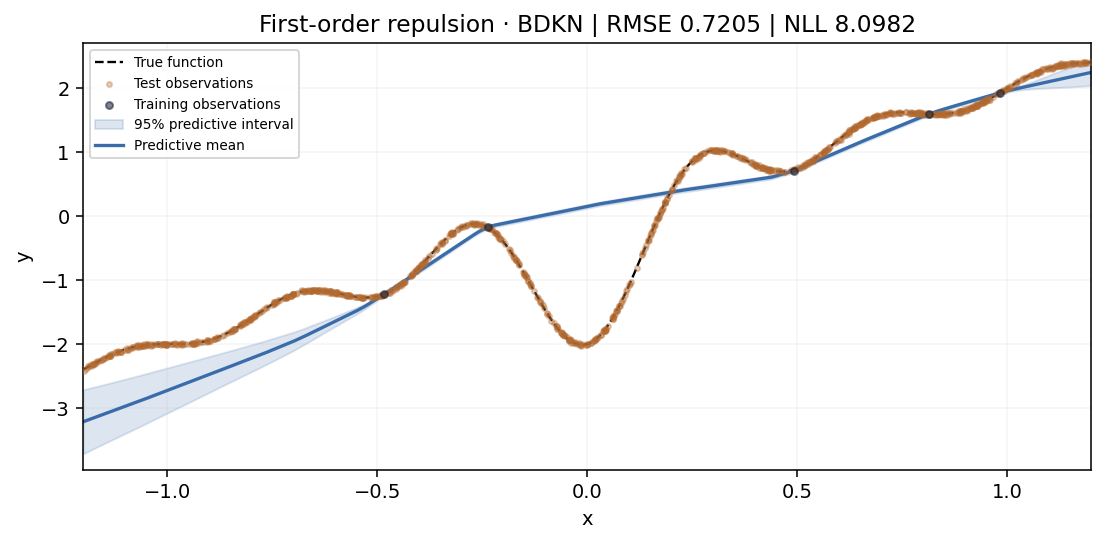 First-order repulsion · BDKN | RMSE 0.7205 | NLL 8.0982
True function
Test observations
Training observations
95% predictive interval
Predictive mean
2
1
0
−1
−2
−3
y
−1.0 −0.5 0.0 0.5 1.0
x